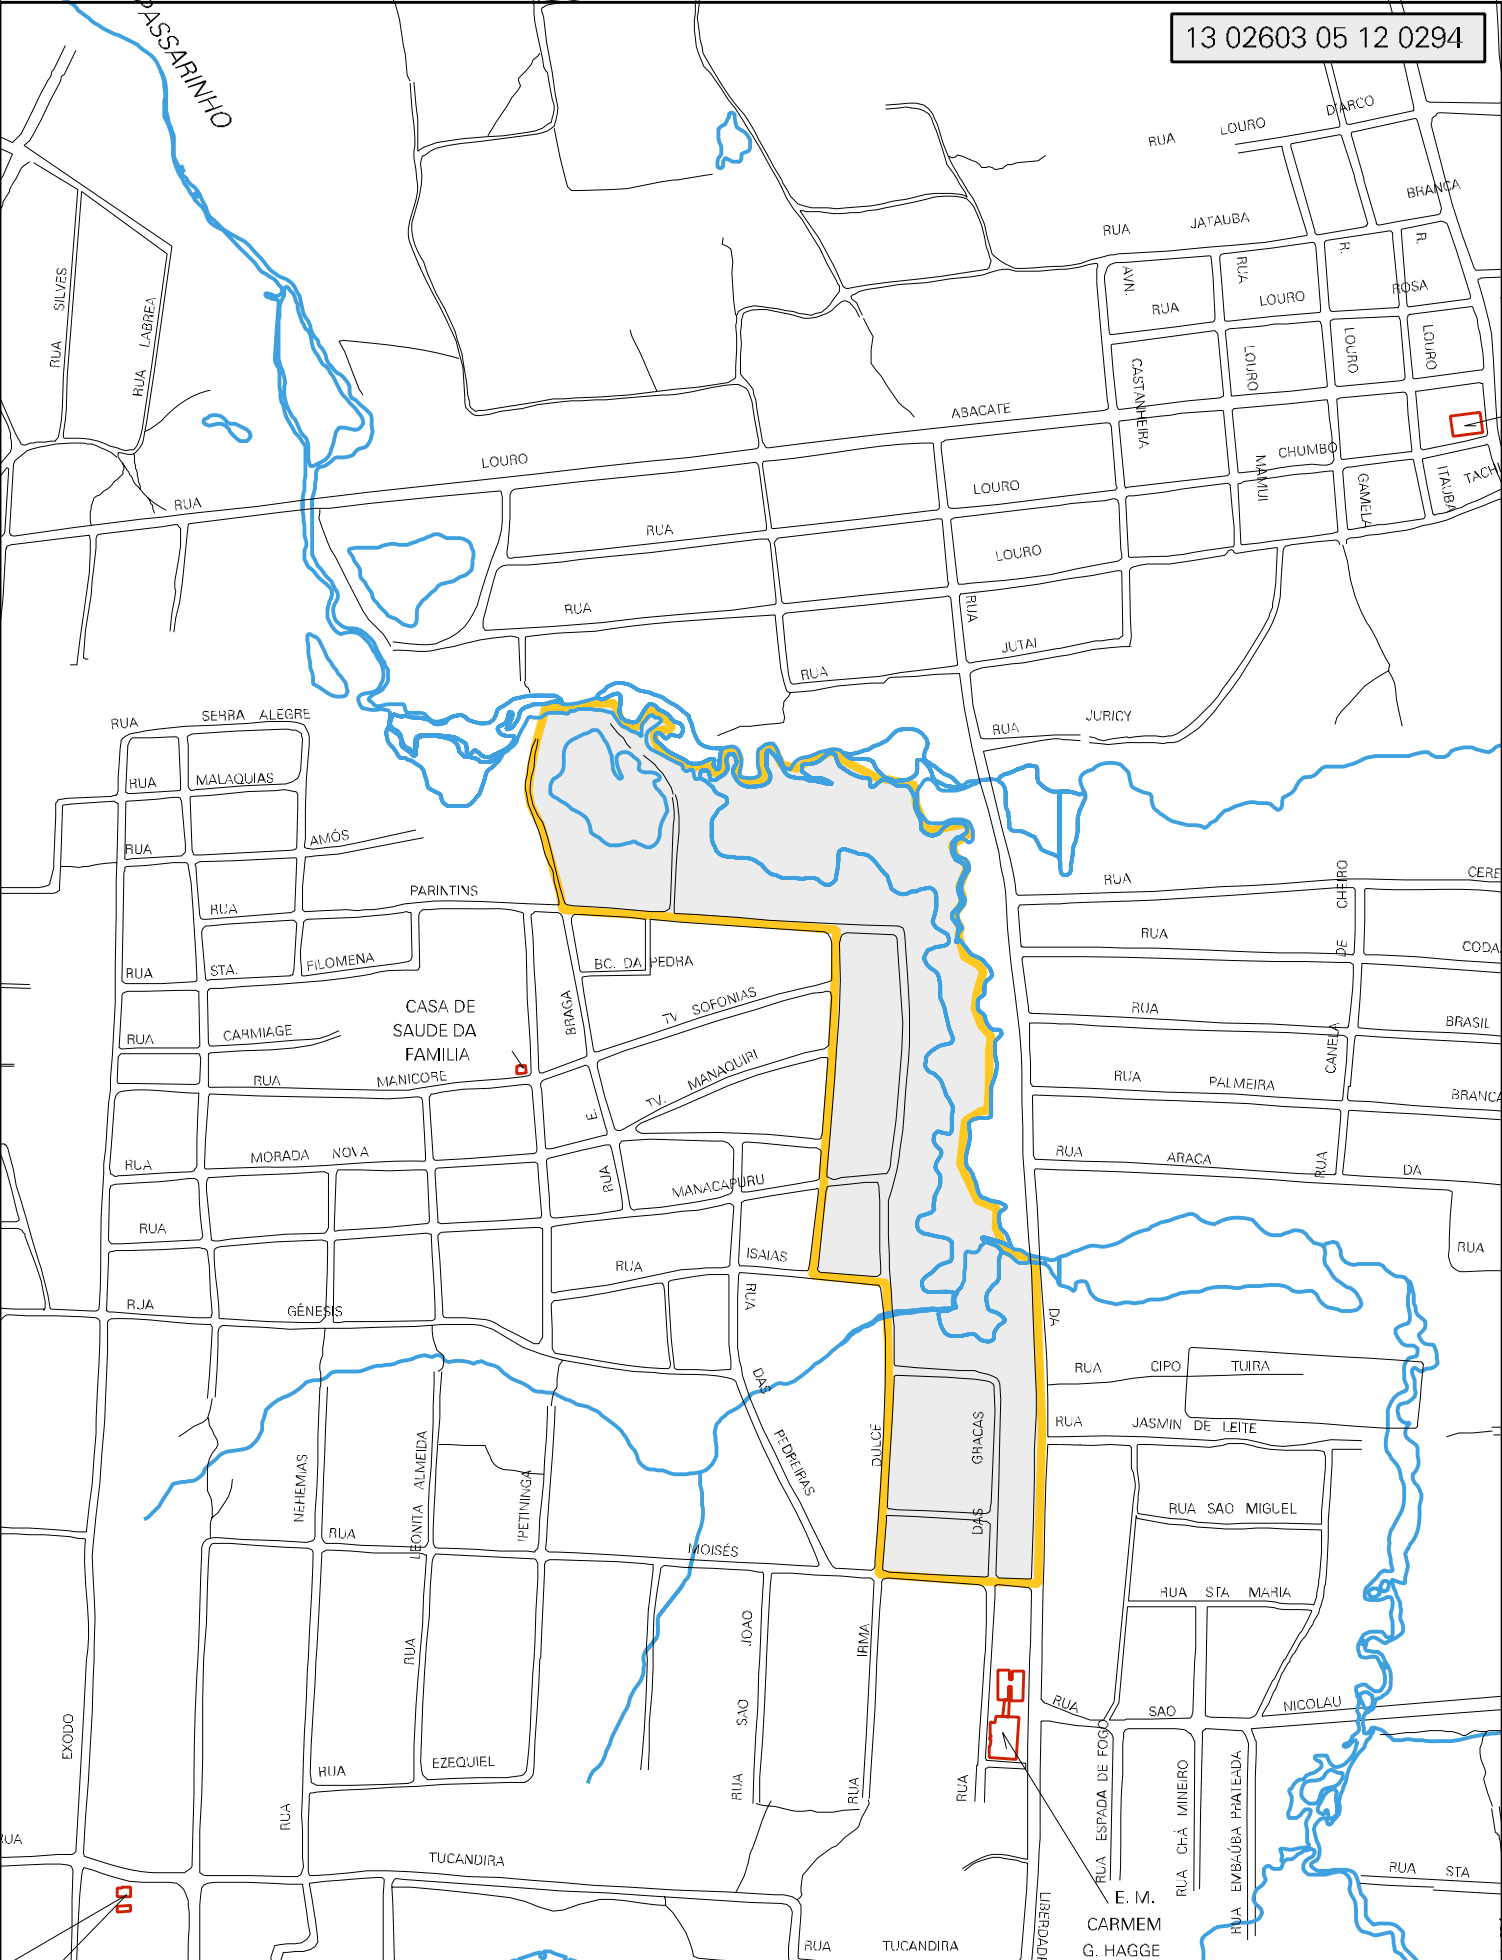 PASSARINHO
13 02603 05 12 0294
RUA LOURO D'ARCO
BRANCA
RUA JATAUBA
RUA SILVES
RUA LABREA
AVN. CASTANHEIRA
RUA LOURO MAMUI
R. LOURO GAMELA
R. LOURO ITAUBA
RUA LOURO ROSA
RUA LOURO ABACATE
RUA LOURO CHUMBO
RUA LOURO
RUA JUTAI
RUA
RUA JURICY
RUA SERRA ALEGRE
RUA MALAQUIAS
RUA AMÓS
RUA PARINTINS
RUA STA. FILOMENA
BC. DA PEDRA
TV SOFONIAS
TV. MANAQUIRI
RUA E. BRAGA
CASA DE
SAUDE DA
FAMILIA
RUA CARMIAGE
RUA MANICORE
RUA MORADA NOVA
RUA MANACAPURU
RUA ISAIAS
RUA GÊNESIS
RUA
CERE
RUA
CODA
RUA BRASIL
RUA PALMEIRA BRANCA
RUA ARACA DA
RUA
RUA CANELA DE CHEIRO
RUA CIPO TUIRA
RUA JASMIN DE LEITE
RUA SAO MIGUEL
RUA STA MARIA
RUA SAO NICOLAU
RUA DAS PEDREIRAS
RUA IRMA DULCE
RUA DAS GRACAS
NEHEMIAS
RUA LEONITA ALMEIDA
IPETININGA
RUA MOISÉS
RUA SAO JOAO
EXODO
RUA
RUA EZEQUIEL
TUCANDIRA
RUA TUCANDIRA
RUA ESPADA DE FOGO
RUA CHÁ MINEIRO
RUA EMBAÚBA PRATEADA
DA LIBERDADE
RUA STA
E. M.
CARMEM
G. HAGGE